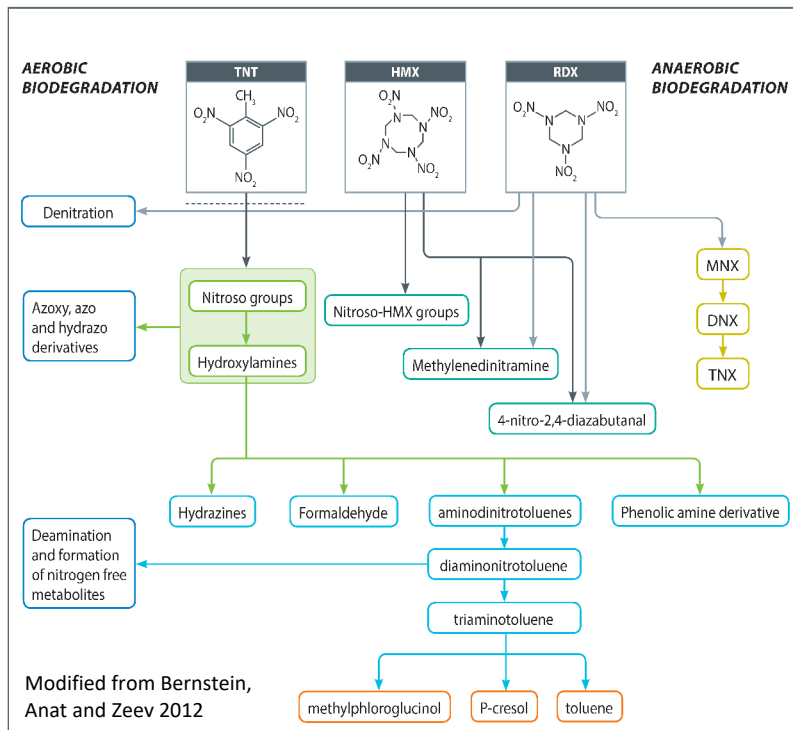 AEROBIC
BIODEGRADATION
TNT
HMX
RDX
ANAEROBIC
BIODEGRADATION
CH3
O2N
NO2
NO2
NO2
N
O2N
N
NO2
N
N
O2N
N
NO2
NO2
N
N
NO2
N
NO2
Denitration
MNX
Nitroso groups
Azoxy, azo
and hydrazo
derivatives
Nitroso-HMX groups
DNX
Hydroxylamines
Methylenedinitramine
TNX
4-nitro-2,4-diazabutanal
Hydrazines
Formaldehyde
aminodinitrotoluenes
Phenolic amine derivative
Deamination
and formation
of nitrogen free
metabolites
diaminonitrotoluene
triaminotoluene
Modified from Bernstein,
Anat and Zeev 2012
methylphloroglucinol
P-cresol
toluene